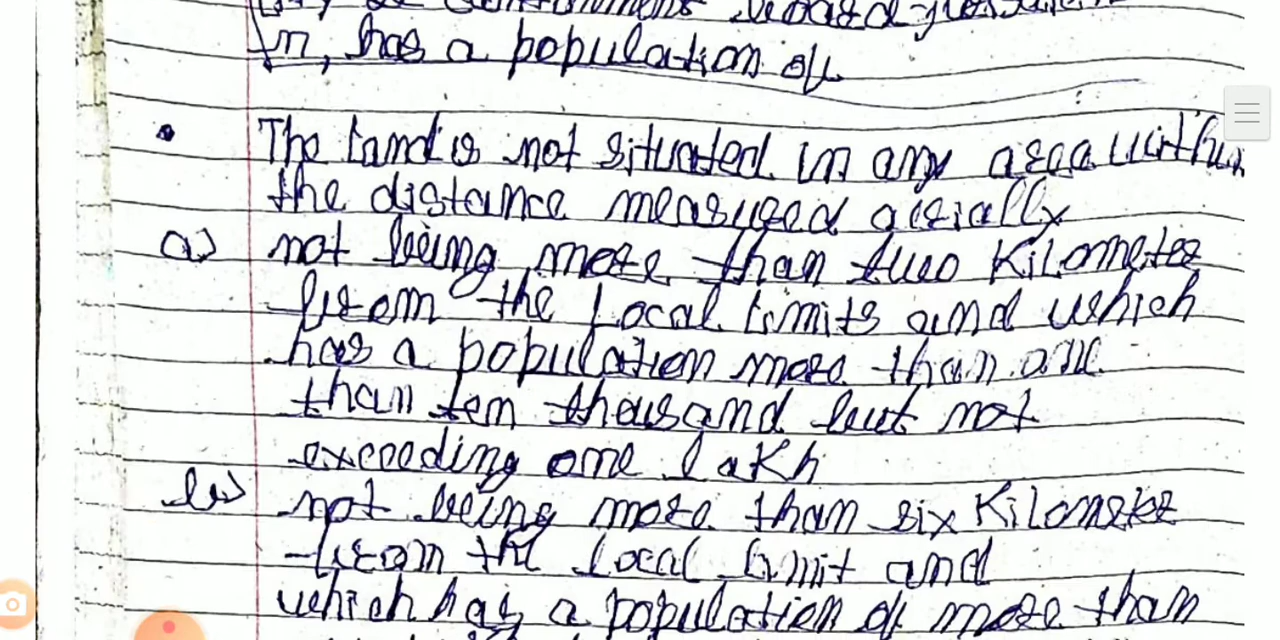 In, has a population of
• The land is not situated in any area within
the distance measured aerially
a) not being more than two Kilometer
from the Local limits and which
has a population more than
than ten thousand but not
exceeding one lakh
b) not being more than six Kilometer
from the local limit and
which has a population of more than